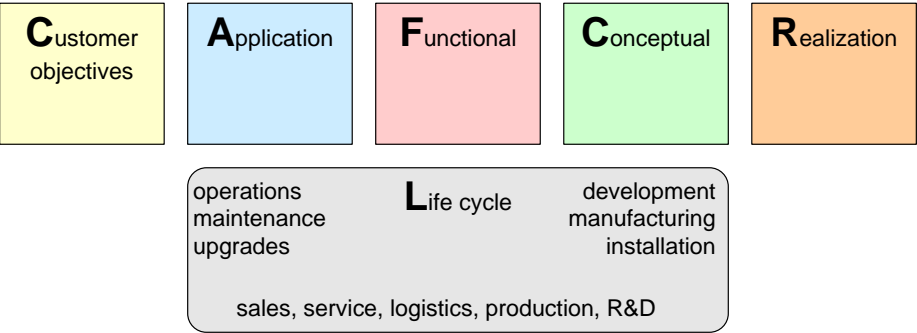 Customer
objectives
Application
Functional
Conceptual
Realization
operations
maintenance
upgrades
Life cycle
development
manufacturing
installation
sales, service, logistics, production, R&D